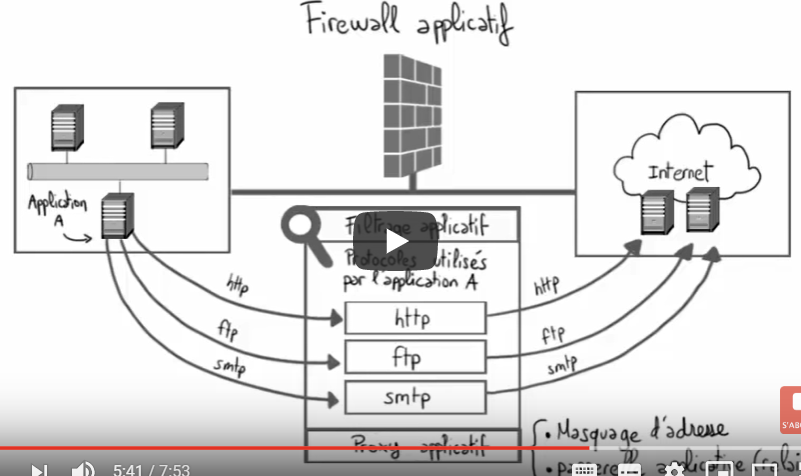 Firewall applicatif
Internet
Application
A
Filtrage applicatif
Protocoles utilisés
par l'application A
http
http
http
ftp
ftp
ftp
smtp
smtp
smtp
Proxy applicatif
• Masquage d'adresse
5:41 / 7:53
S'AB